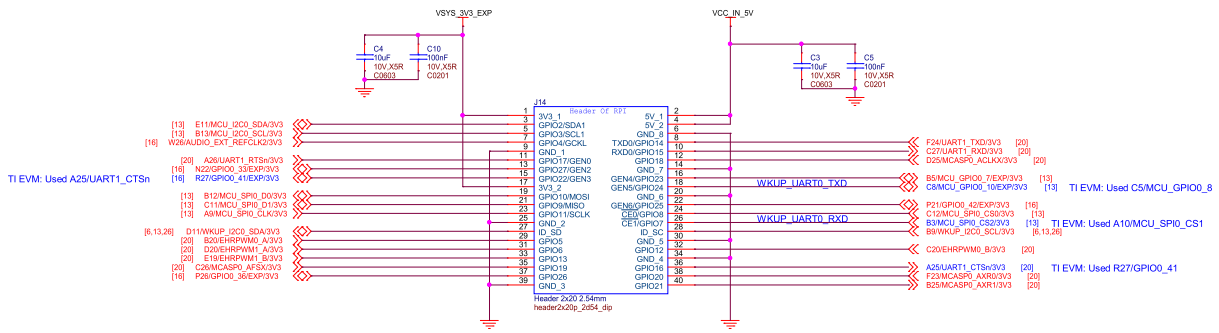 VSYS_3V3_EXP
VCC_IN_5V
C4
10uF
10V,X5R
C0603
C10
100nF
10V,X5R
C0201
C3
10uF
10V,X5R
C0603
C5
100nF
10V,X5R
C0201
J14
Header Of RPI
1 3V3_1 5V_1 2
[13] E11/MCU_I2C0_SDA/3V3 3 GPIO2/SDA1 5V_2 4
[13] B13/MCU_I2C0_SCL/3V3 5 GPIO3/SCL1 GND_8 6
[16] W26/AUDIO_EXT_REFCLK2/3V3 7 GPIO4/GCKL TXD0/GPIO14 8 F24/UART1_TXD/3V3 [20]
9 GND_1 RXD0/GPIO15 10 C27/UART1_RXD/3V3 [20]
[20] A26/UART1_RTSn/3V3 11 GPIO17/GEN0 GPIO18 12 D25/MCASP0_ACLKX/3V3 [20]
[16] N22/GPIO0_33/EXP/3V3 13 GPIO27/GEN2 GND_7 14
TI EVM: Used A25/UART1_CTSn [16] R27/GPIO0_41/EXP/3V3 15 GPIO22/GEN3 GEN4/GPIO23 16 B5/MCU_GPIO0_7/EXP/3V3 [13]
17 3V3_2 GEN5/GPIO24 18 WKUP_UART0_TXD C8/MCU_GPIO0_10/EXP/3V3 [13] TI EVM: Used C5/MCU_GPIO0_8
[13] B12/MCU_SPI0_D0/3V3 19 GPIO10/MOSI GND_6 20
[13] C11/MCU_SPI0_D1/3V3 21 GPIO9/MISO GEN6/GPIO25 22 P21/GPIO0_42/EXP/3V3 [16]
[13] A9/MCU_SPI0_CLK/3V3 23 GPIO11/SCLK CE0/GPIO8 24 C12/MCU_SPI0_CS0/3V3 [13]
25 GND_2 CE1/GPIO7 26 WKUP_UART0_RXD B3/MCU_SPI0_CS2/3V3 [13] TI EVM: Used A10/MCU_SPI0_CS1
[6,13,26] D11/WKUP_I2C0_SDA/3V3 27 ID_SD ID_SC 28 B9/WKUP_I2C0_SCL/3V3 [6,13,26]
[20] B20/EHRPWM0_A/3V3 29 GPIO5 GND_5 30
[20] D20/EHRPWM1_A/3V3 31 GPIO6 GPIO12 32 C20/EHRPWM0_B/3V3 [20]
[20] E19/EHRPWM1_B/3V3 33 GPIO13 GND_4 34
[20] C26/MCASP0_AFSX/3V3 35 GPIO19 GPIO16 36 A25/UART1_CTSn/3V3 [20] TI EVM: Used R27/GPIO0_41
[16] P26/GPIO0_36/EXP/3V3 37 GPIO26 GPIO20 38 F23/MCASP0_AXR0/3V3 [20]
39 GND_3 GPIO21 40 B25/MCASP0_AXR1/3V3 [20]
Header 2x20 2.54mm
header2x20p_2d54_dip